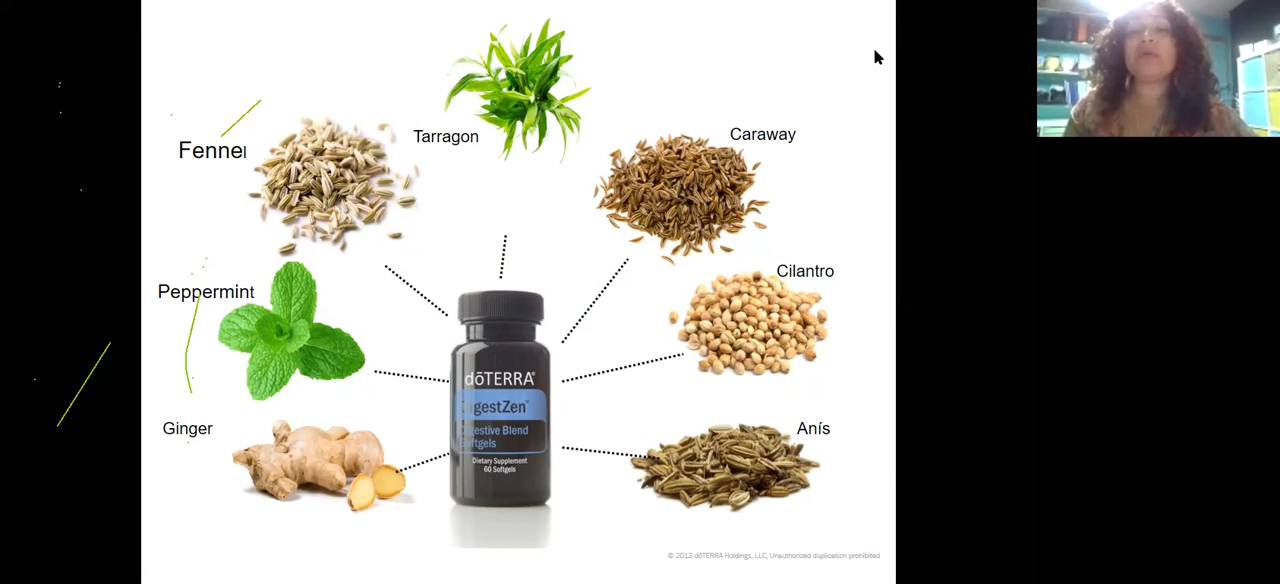 Tarragon
Caraway
Fennel
Cilantro
Peppermint
dōTERRA®
DigestZen®
Digestive Blend
Softgels
Dietary Supplement
60 Softgels
Ginger
Anís
© 2013 dōTERRA Holdings, LLC, Unauthorized duplication prohibited